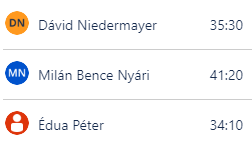 DN Dávid Niedermayer 35:30
MN Milán Bence Nyári 41:20
Édua Péter 34:10